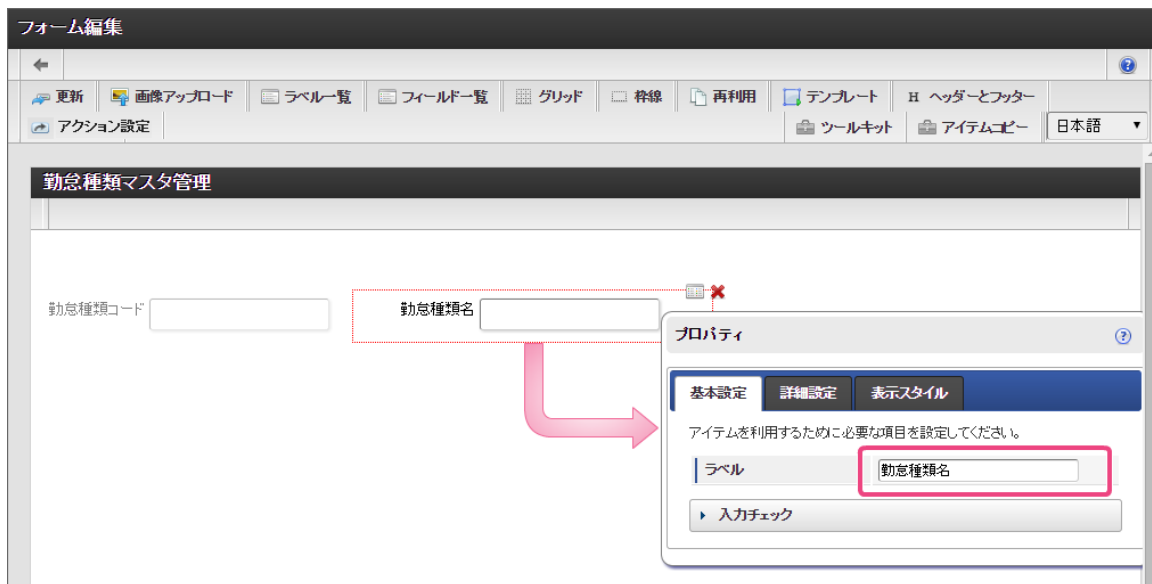 フォーム編集
更新 画像アップロード ラベル一覧 フィールド一覧 グリッド 枠線 再利用 テンプレート H ヘッダーとフッター
アクション設定 ツールキット アイテムコピー 日本語
勤怠種類マスタ管理
勤怠種類コード 勤怠種類名
プロパティ
基本設定 詳細設定 表示スタイル
アイテムを利用するために必要な項目を設定してください。
ラベル 勤怠種類名
入力チェック